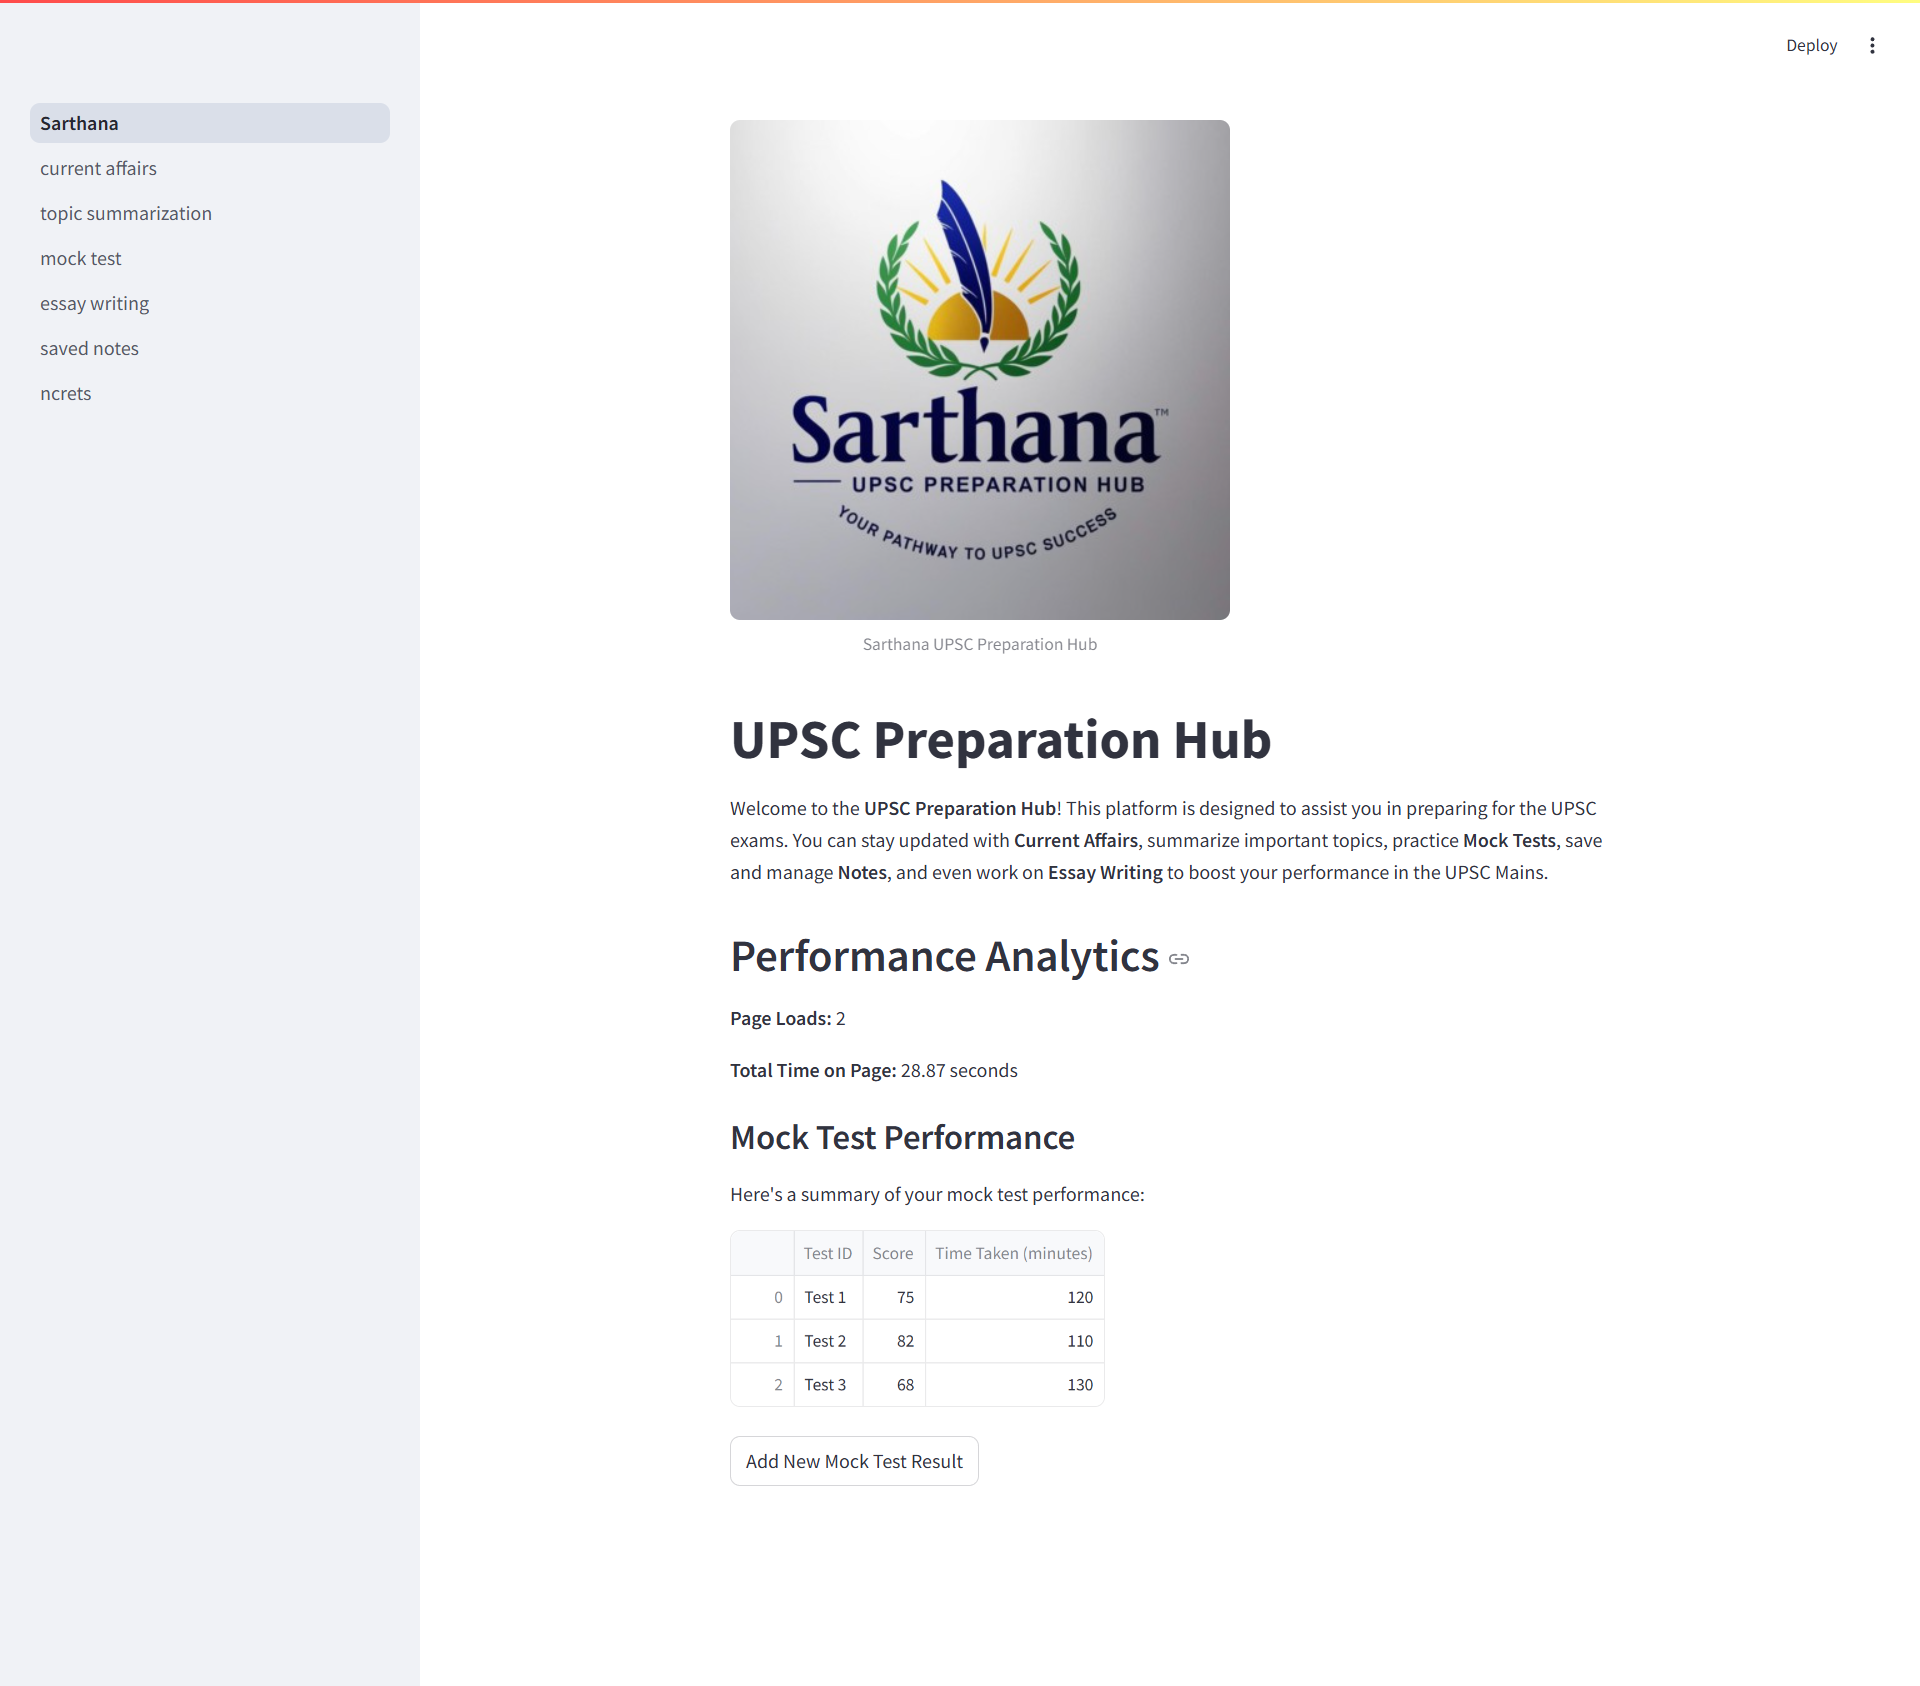 Deploy
Sarthana
current affairs
topic summarization
mock test
essay writing
saved notes
ncrets
Sarthana™
UPSC PREPARATION HUB
YOUR PATHWAY TO UPSC SUCCESS
Sarthana UPSC Preparation Hub
UPSC Preparation Hub
Welcome to the UPSC Preparation Hub! This platform is designed to assist you in preparing for the UPSC
exams. You can stay updated with Current Affairs, summarize important topics, practice Mock Tests, save
and manage Notes, and even work on Essay Writing to boost your performance in the UPSC Mains.
Performance Analytics
Page Loads: 2
Total Time on Page: 28.87 seconds
Mock Test Performance
Here's a summary of your mock test performance:
Test ID Score Time Taken (minutes)
0 Test 1 75 120
1 Test 2 82 110
2 Test 3 68 130
Add New Mock Test Result